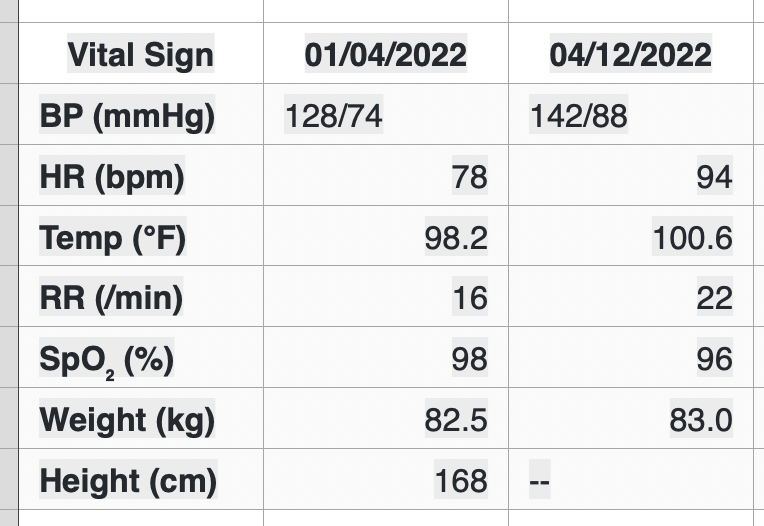 Vital Sign 01/04/2022 04/12/2022
BP (mmHg) 128/74 142/88
HR (bpm) 78 94
Temp (°F) 98.2 100.6
RR (/min) 16 22
SpO₂ (%) 98 96
Weight (kg) 82.5 83.0
Height (cm) 168 --